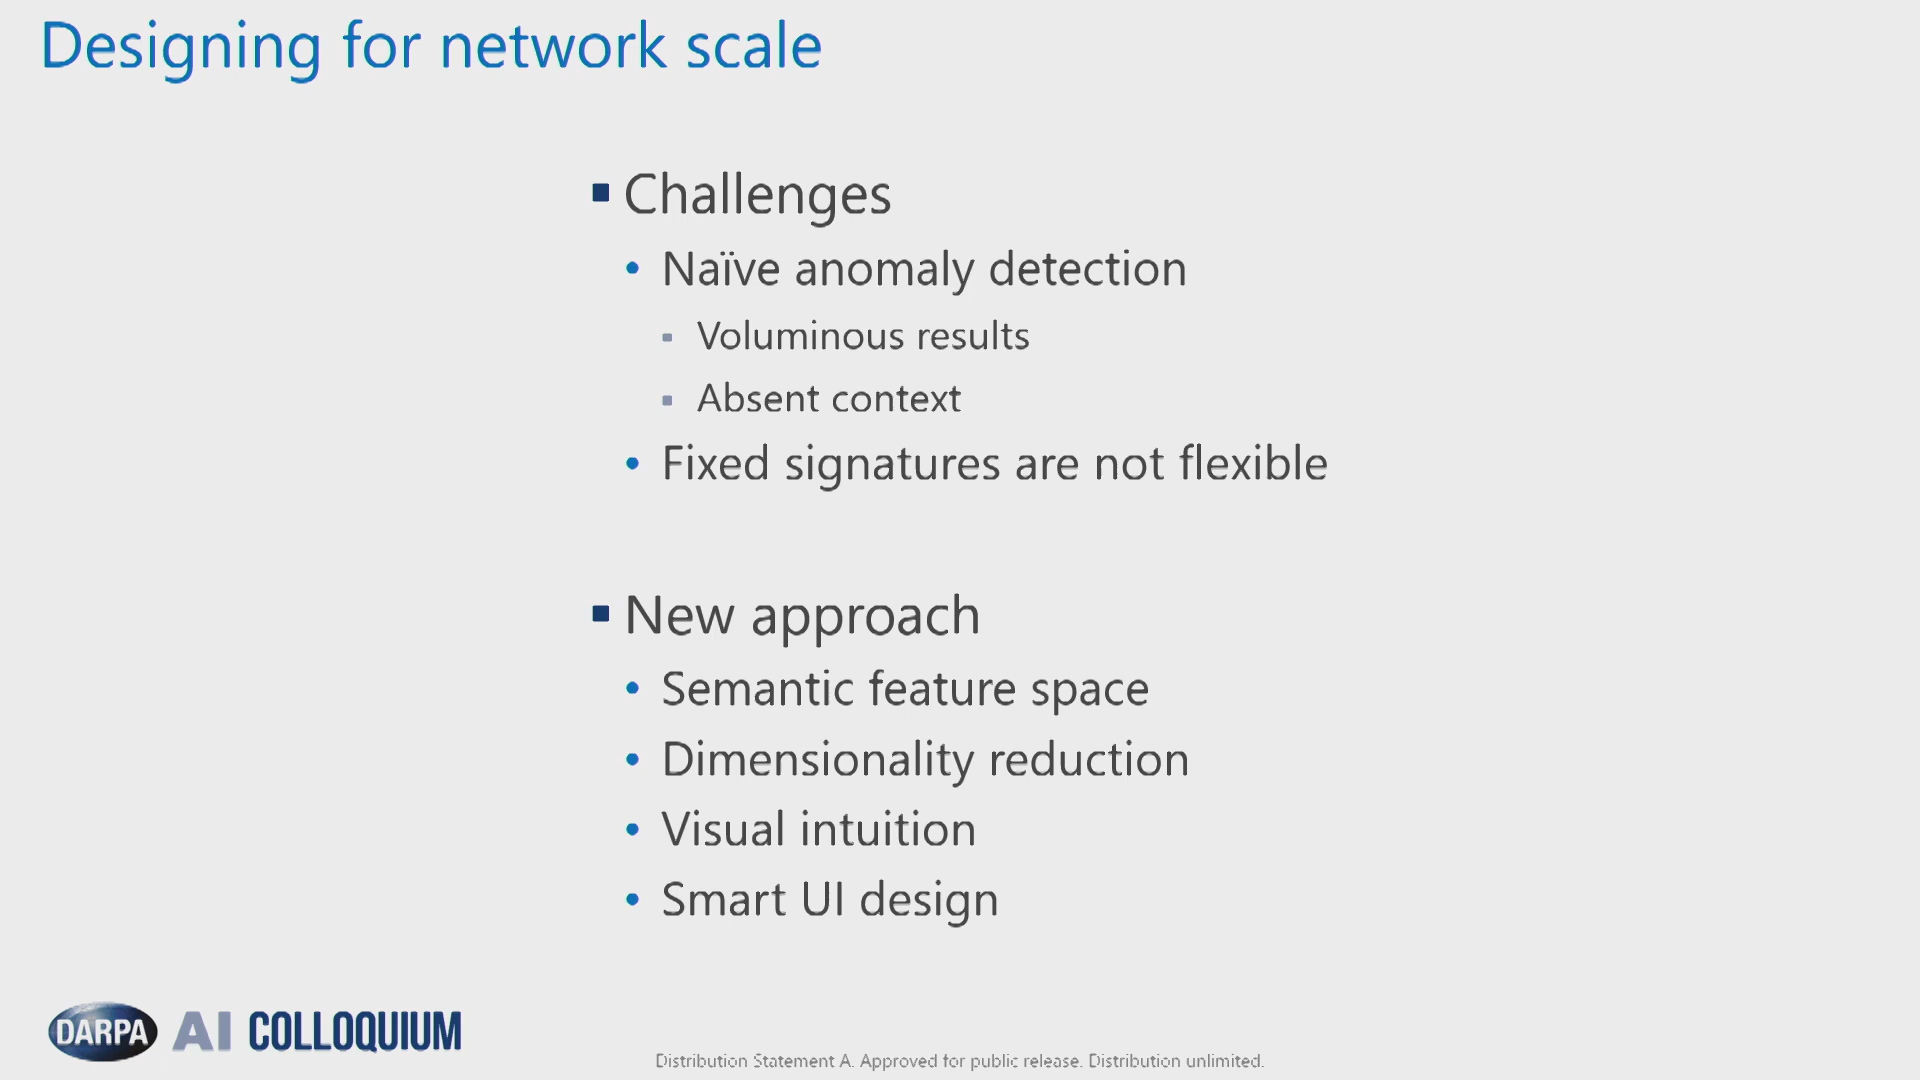 Designing for network scale
Challenges
Naïve anomaly detection
Voluminous results
Absent context
Fixed signatures are not flexible
New approach
Semantic feature space
Dimensionality reduction
Visual intuition
Smart UI design
DARPA AI COLLOQUIUM
Distribution Statement A. Approved for public release. Distribution unlimited.